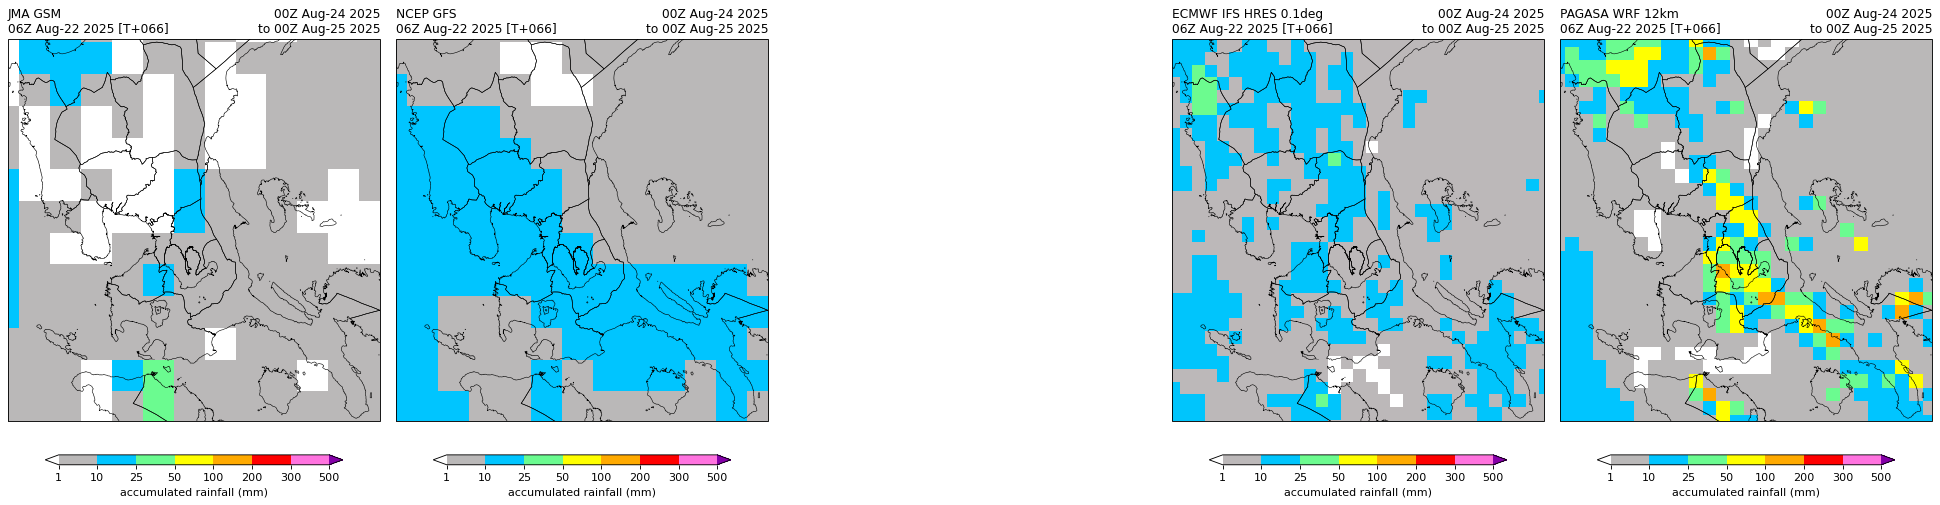 JMA GSM 00Z Aug-24 2025
06Z Aug-22 2025 [T+066] to 00Z Aug-25 2025
NCEP GFS 00Z Aug-24 2025
06Z Aug-22 2025 [T+066] to 00Z Aug-25 2025
ECMWF IFS HRES 0.1deg 00Z Aug-24 2025
06Z Aug-22 2025 [T+066] to 00Z Aug-25 2025
PAGASA WRF 12km 00Z Aug-24 2025
06Z Aug-22 2025 [T+066] to 00Z Aug-25 2025
1 10 25 50 100 200 300 500
accumulated rainfall (mm)
1 10 25 50 100 200 300 500
accumulated rainfall (mm)
1 10 25 50 100 200 300 500
accumulated rainfall (mm)
1 10 25 50 100 200 300 500
accumulated rainfall (mm)